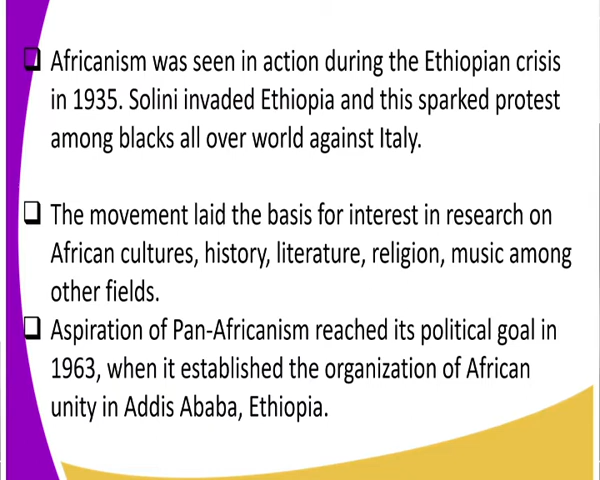 Africanism was seen in action during the Ethiopian crisis
in 1935. Solini invaded Ethiopia and this sparked protest
among blacks all over world against Italy.
The movement laid the basis for interest in research on
African cultures, history, literature, religion, music among
other fields.
Aspiration of Pan-Africanism reached its political goal in
1963, when it established the organization of African
unity in Addis Ababa, Ethiopia.